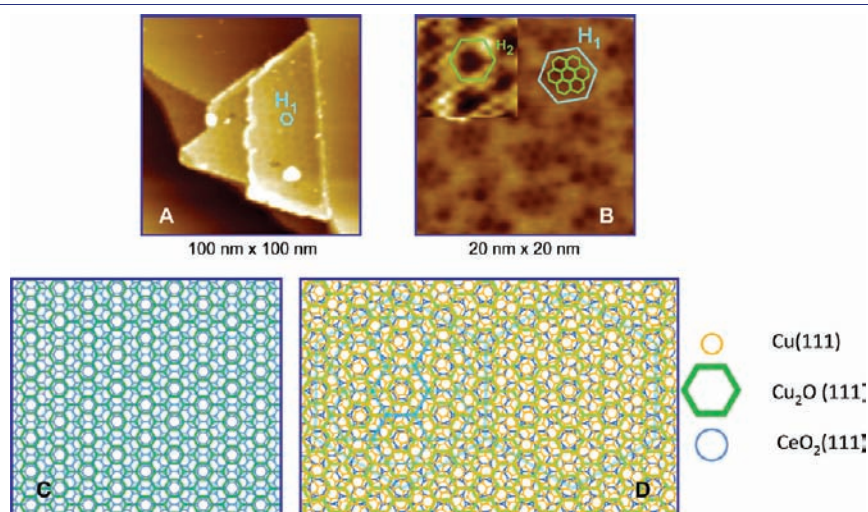 H1
A
100 nm x 100 nm
H2
H1
B
20 nm x 20 nm
C
D
Cu(111)
Cu2O (111)
CeO2(111)